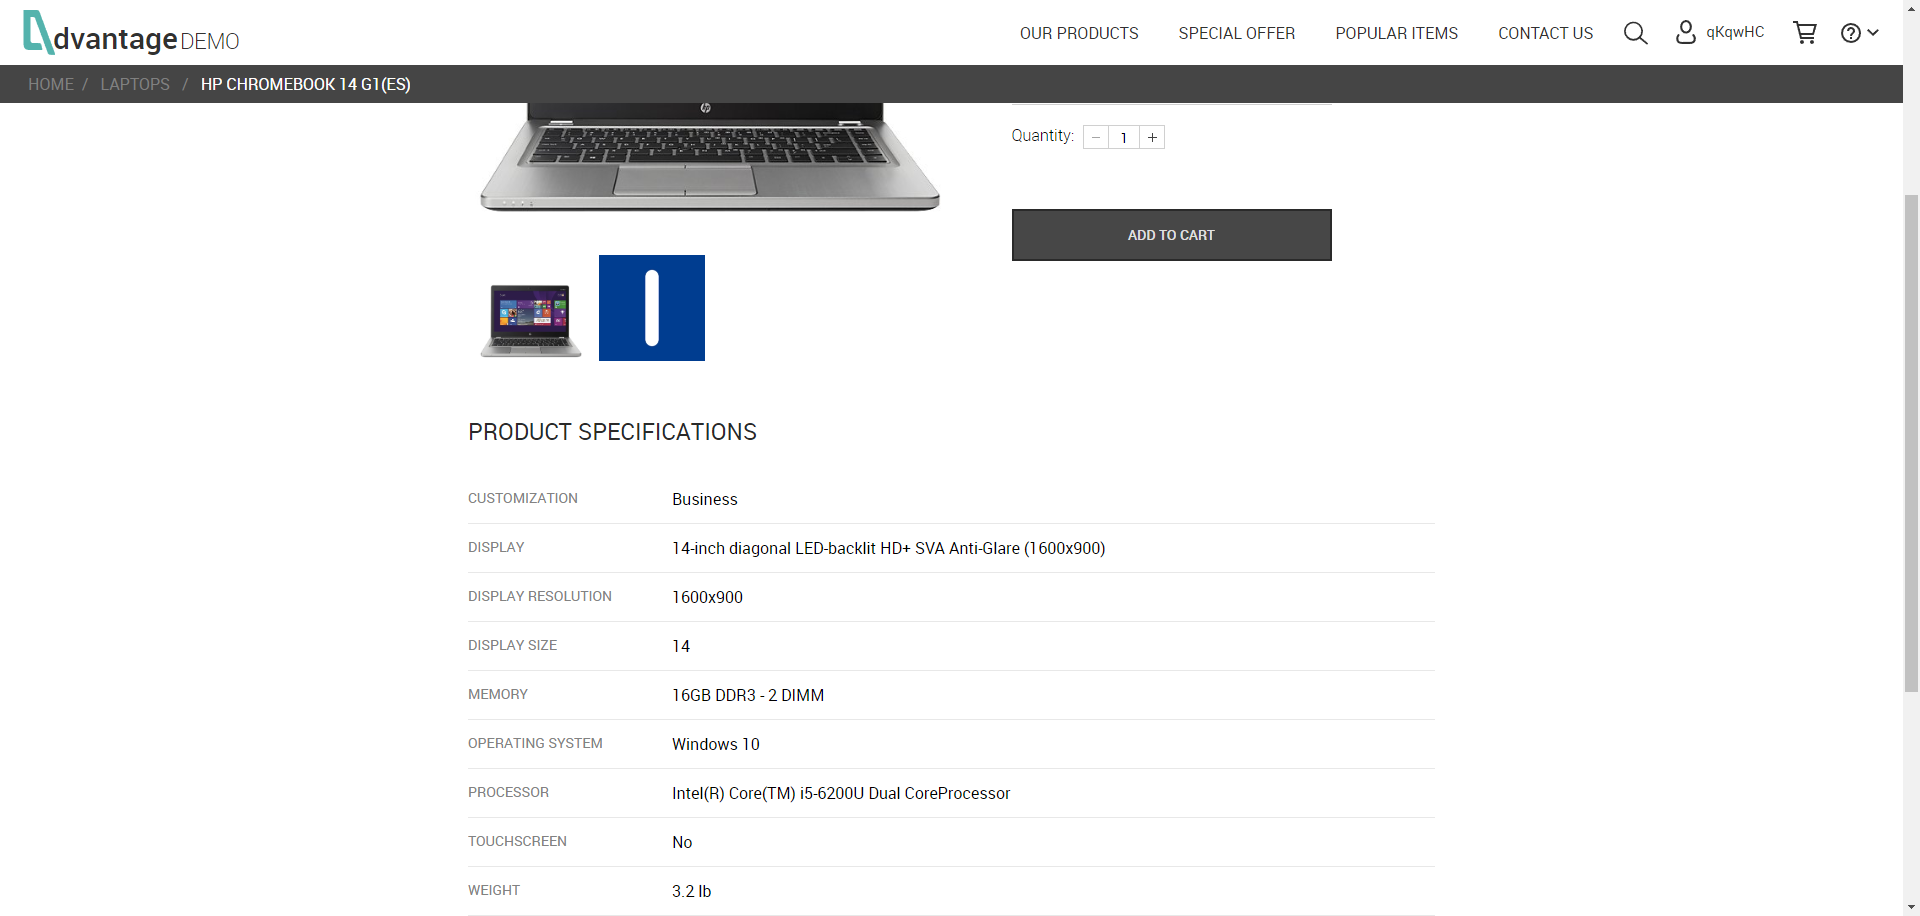 dvantage DEMO
OUR PRODUCTS SPECIAL OFFER POPULAR ITEMS CONTACT US qKqwHC
HOME / LAPTOPS / HP CHROMEBOOK 14 G1(ES)
hp
Quantity: − 1 +
ADD TO CART
PRODUCT SPECIFICATIONS
CUSTOMIZATION Business
DISPLAY 14-inch diagonal LED-backlit HD+ SVA Anti-Glare (1600x900)
DISPLAY RESOLUTION 1600x900
DISPLAY SIZE 14
MEMORY 16GB DDR3 - 2 DIMM
OPERATING SYSTEM Windows 10
PROCESSOR Intel(R) Core(TM) i5-6200U Dual CoreProcessor
TOUCHSCREEN No
WEIGHT 3.2 lb